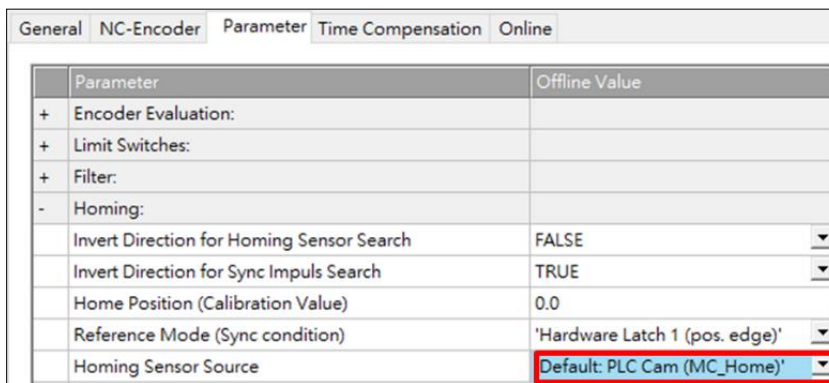 General NC-Encoder Parameter Time Compensation Online
Parameter Offline Value
+ Encoder Evaluation:
+ Limit Switches:
+ Filter:
- Homing:
Invert Direction for Homing Sensor Search FALSE
Invert Direction for Sync Impuls Search TRUE
Home Position (Calibration Value) 0.0
Reference Mode (Sync condition) 'Hardware Latch 1 (pos. edge)'
Homing Sensor Source Default: PLC Cam (MC_Home)'